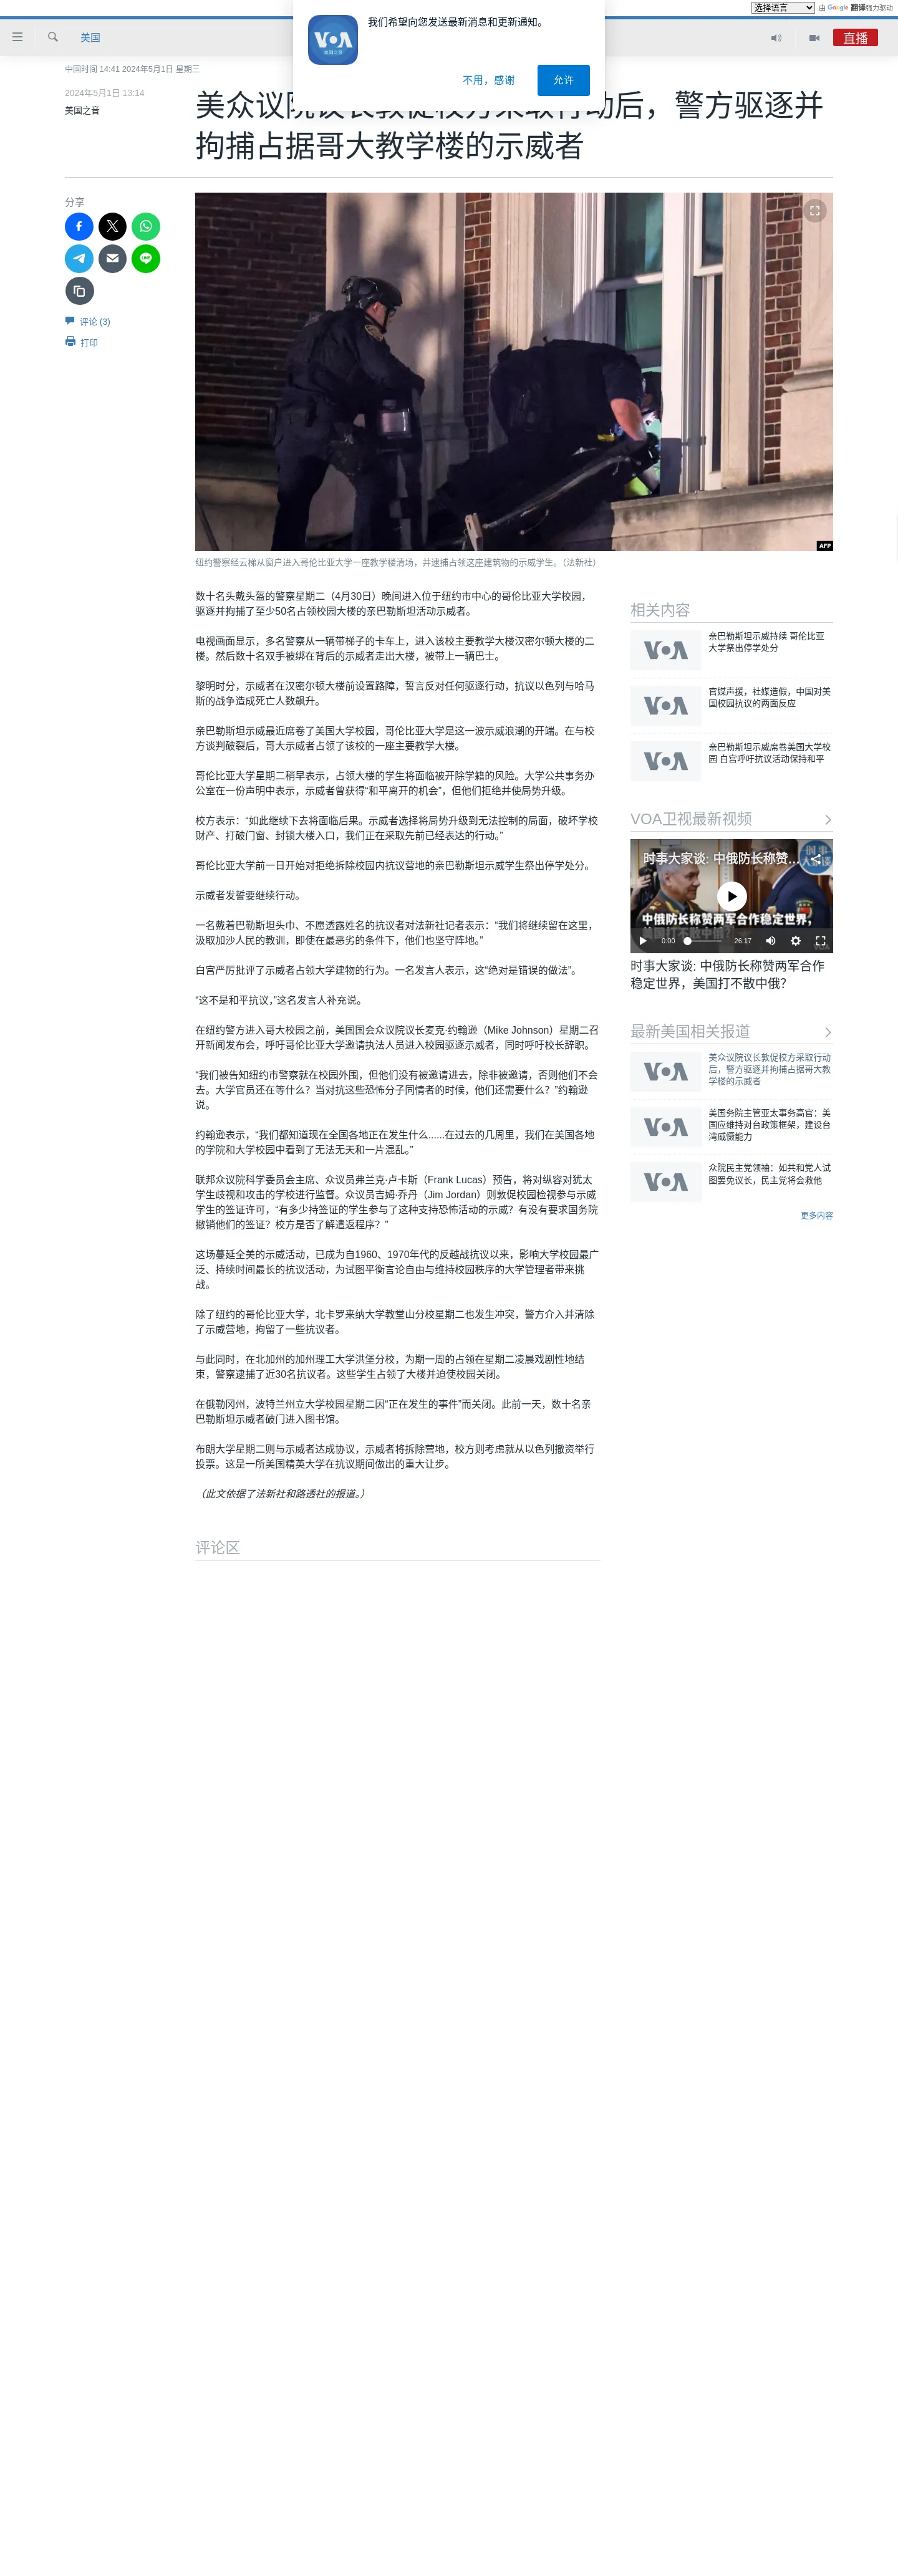 选择语言
由 Google 翻译强力驱动
美国
直播
VOA
我们希望向您发送最新消息和更新通知。
不用，感谢
允许
中国时间 14:41 2024年5月1日 星期三
2024年5月1日 13:14
美国之音
美众议院议长敦促校方采取行动后，警方驱逐并
拘捕占据哥大教学楼的示威者
分享
评论 (3)
打印
AFP
纽约警察经云梯从窗户进入哥伦比亚大学一座教学楼清场，并逮捕占领这座建筑物的示威学生。（法新社）
数十名头戴头盔的警察星期二（4月30日）晚间进入位于纽约市中心的哥伦比亚大学校园，
驱逐并拘捕了至少50名占领校园大楼的亲巴勒斯坦活动示威者。
电视画面显示，多名警察从一辆带梯子的卡车上，进入该校主要教学大楼汉密尔顿大楼的二
楼。然后数十名双手被绑在背后的示威者走出大楼，被带上一辆巴士。
黎明时分，示威者在汉密尔顿大楼前设置路障，誓言反对任何驱逐行动，抗议以色列与哈马
斯的战争造成死亡人数飙升。
亲巴勒斯坦示威最近席卷了美国大学校园，哥伦比亚大学是这一波示威浪潮的开端。在与校
方谈判破裂后，哥大示威者占领了该校的一座主要教学大楼。
哥伦比亚大学星期二稍早表示，占领大楼的学生将面临被开除学籍的风险。大学公共事务办
公室在一份声明中表示，示威者曾获得“和平离开的机会”，但他们拒绝并使局势升级。
校方表示：“如此继续下去将面临后果。示威者选择将局势升级到无法控制的局面，破坏学校
财产、打破门窗、封锁大楼入口，我们正在采取先前已经表达的行动。”
哥伦比亚大学前一日开始对拒绝拆除校园内抗议营地的亲巴勒斯坦示威学生祭出停学处分。
示威者发誓要继续行动。
一名戴着巴勒斯坦头巾、不愿透露姓名的抗议者对法新社记者表示：“我们将继续留在这里，
汲取加沙人民的教训，即使在最恶劣的条件下，他们也坚守阵地。”
白宫严厉批评了示威者占领大学建物的行为。一名发言人表示，这“绝对是错误的做法”。
“这不是和平抗议，”这名发言人补充说。
在纽约警方进入哥大校园之前，美国国会众议院议长麦克·约翰逊（Mike Johnson）星期二召
开新闻发布会，呼吁哥伦比亚大学邀请执法人员进入校园驱逐示威者，同时呼吁校长辞职。
“我们被告知纽约市警察就在校园外围，但他们没有被邀请进去，除非被邀请，否则他们不会
去。大学官员还在等什么？当对抗这些恐怖分子同情者的时候，他们还需要什么？”约翰逊
说。
约翰逊表示，“我们都知道现在全国各地正在发生什么......在过去的几周里，我们在美国各地
的学院和大学校园中看到了无法无天和一片混乱。”
联邦众议院科学委员会主席、众议员弗兰克·卢卡斯（Frank Lucas）预告，将对纵容对犹太
学生歧视和攻击的学校进行监督。众议员吉姆·乔丹（Jim Jordan）则敦促校园检视参与示威
学生的签证许可，“有多少持签证的学生参与了这种支持恐怖活动的示威？有没有要求国务院
撤销他们的签证？校方是否了解遣返程序？”
这场蔓延全美的示威活动，已成为自1960、1970年代的反越战抗议以来，影响大学校园最广
泛、持续时间最长的抗议活动，为试图平衡言论自由与维持校园秩序的大学管理者带来挑
战。
除了纽约的哥伦比亚大学，北卡罗来纳大学教堂山分校星期二也发生冲突，警方介入并清除
了示威营地，拘留了一些抗议者。
与此同时，在北加州的加州理工大学洪堡分校，为期一周的占领在星期二凌晨戏剧性地结
束，警察逮捕了近30名抗议者。这些学生占领了大楼并迫使校园关闭。
在俄勒冈州，波特兰州立大学校园星期二因“正在发生的事件”而关闭。此前一天，数十名亲
巴勒斯坦示威者破门进入图书馆。
布朗大学星期二则与示威者达成协议，示威者将拆除营地，校方则考虑就从以色列撤资举行
投票。这是一所美国精英大学在抗议期间做出的重大让步。
（此文依据了法新社和路透社的报道。）
评论区
相关内容
VOA
亲巴勒斯坦示威持续 哥伦比亚
大学祭出停学处分
VOA
官媒声援，社媒造假，中国对美
国校园抗议的两面反应
VOA
亲巴勒斯坦示威席卷美国大学校
园 白宫呼吁抗议活动保持和平
VOA卫视最新视频
时事大家谈: 中俄防长称赞...
中俄防长称赞两军合作稳定世界，
0:00
26:17
时事大家谈: 中俄防长称赞两军合作
稳定世界，美国打不散中俄？
最新美国相关报道
VOA
美众议院议长敦促校方采取行动
后，警方驱逐并拘捕占据哥大教
学楼的示威者
VOA
美国务院主管亚太事务高官：美
国应维持对台政策框架，建设台
湾威慑能力
VOA
众院民主党领袖：如共和党人试
图罢免议长，民主党将会救他
更多内容